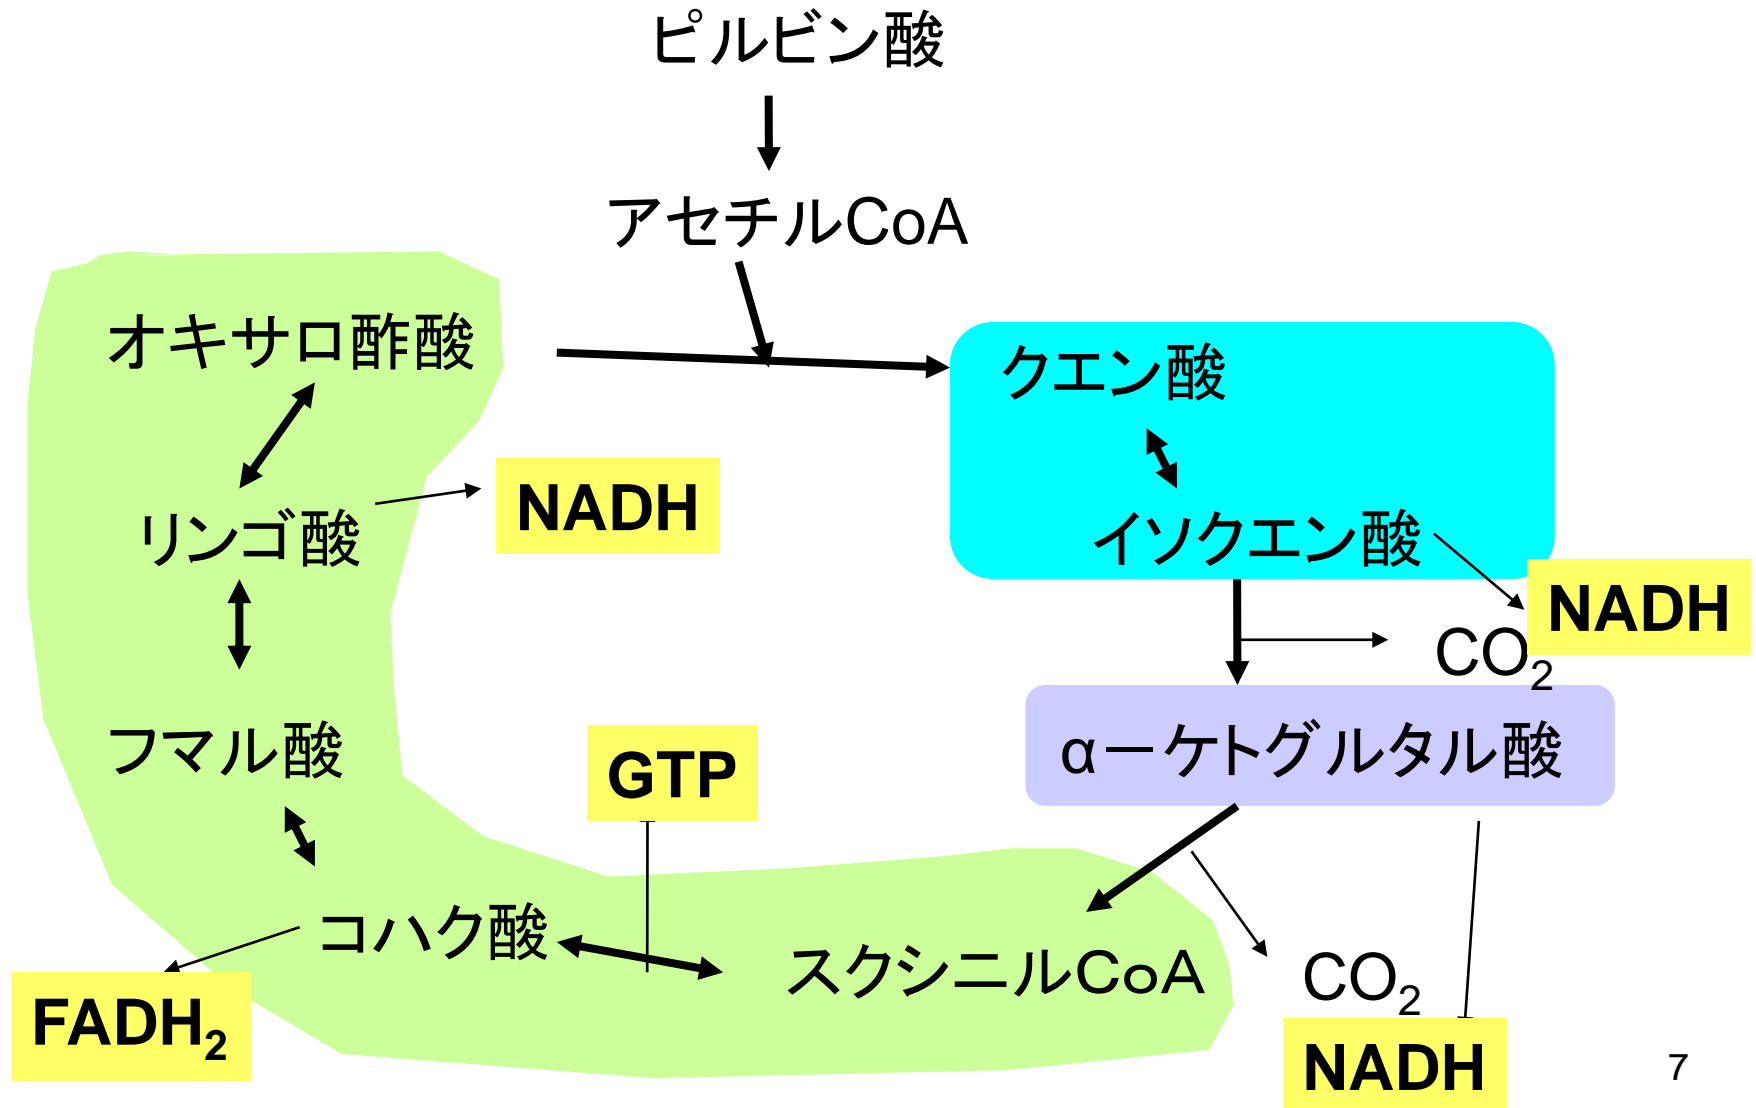 ピルビン酸
アセチルCoA
オキサロ酢酸
クエン酸
リンゴ酸
NADH
イソクエン酸
NADH
CO₂
フマル酸
GTP
αーケトグルタル酸
コハク酸
スクシニルCoA
CO₂
FADH₂
NADH
7